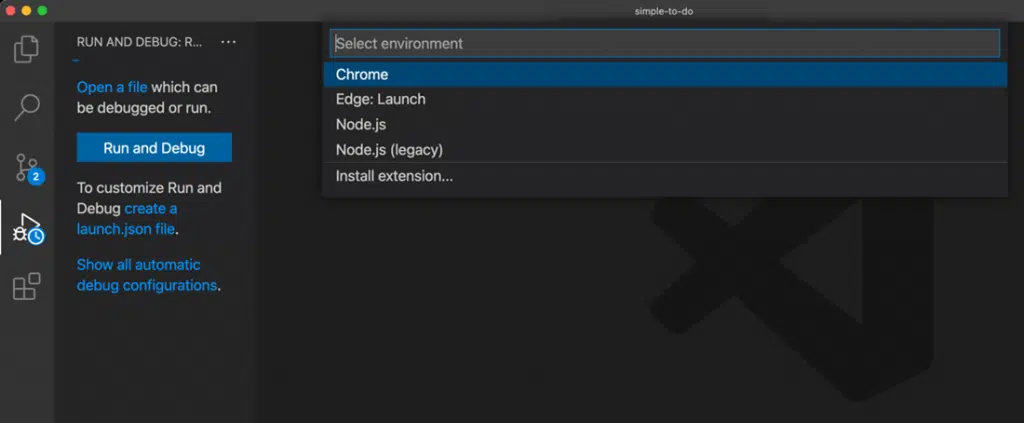 simple-to-do
RUN AND DEBUG: R... ...
Open a file which can
be debugged or run.
Run and Debug
To customize Run and
Debug create a
launch.json file.
Show all automatic
debug configurations.
2
Select environment
Chrome
Edge: Launch
Node.js
Node.js (legacy)
Install extension...